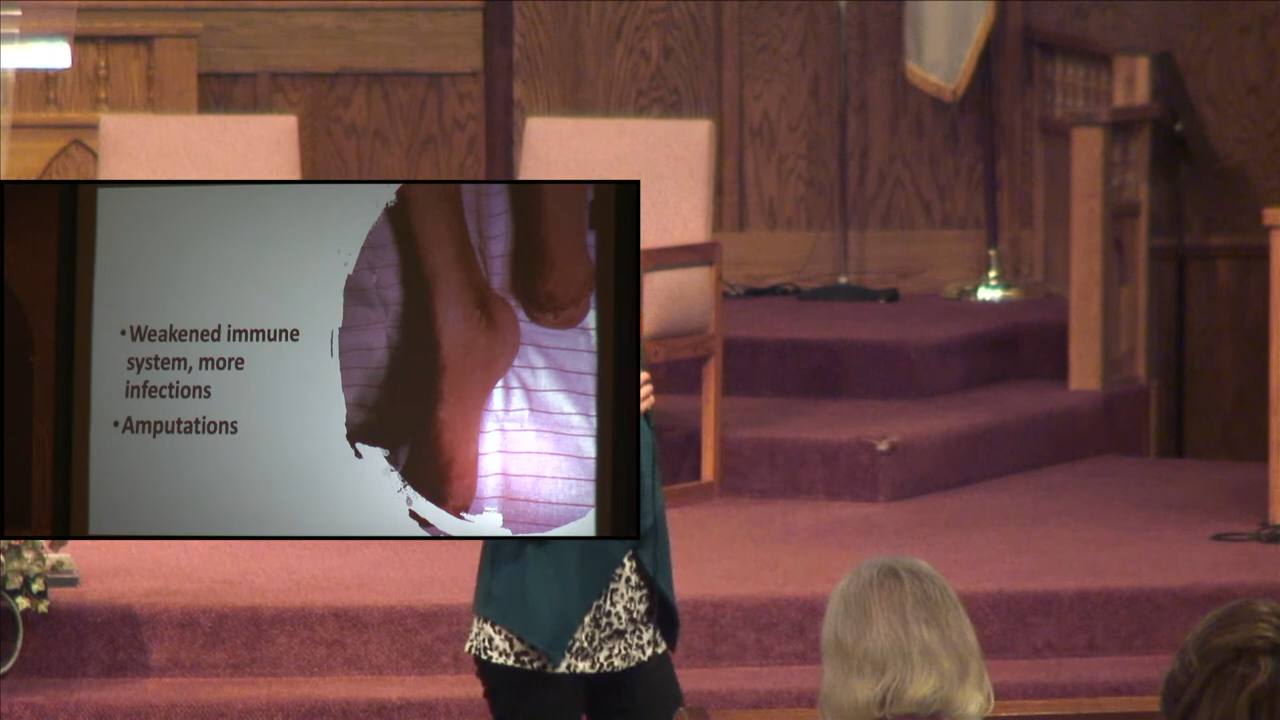 •Weakened immune
system, more
infections
•Amputations